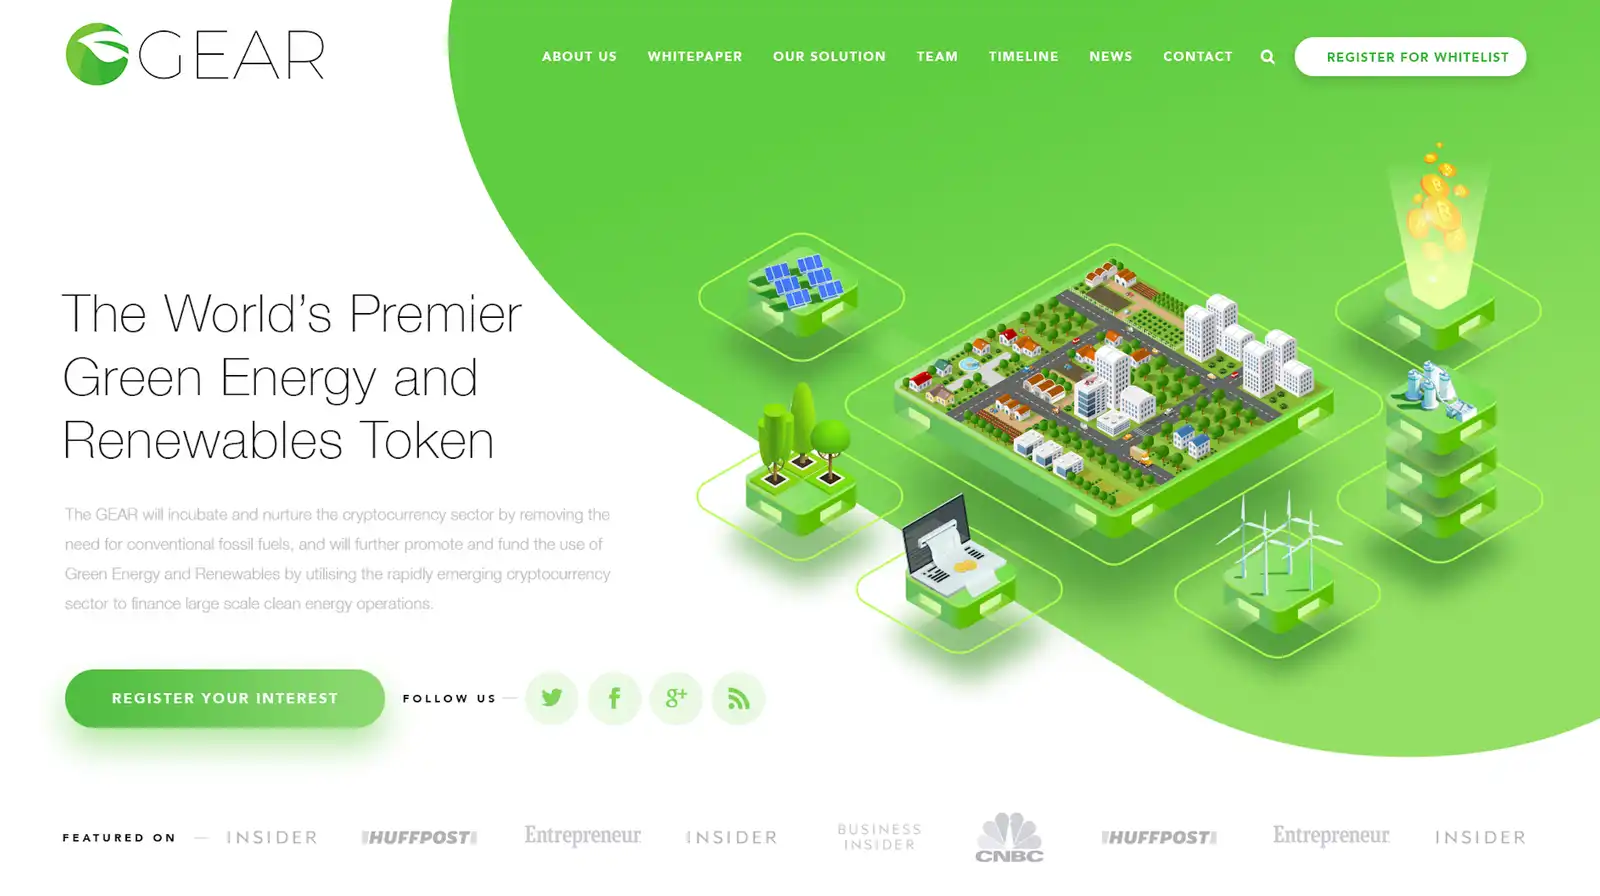 GEAR
ABOUT US
WHITEPAPER
OUR SOLUTION
TEAM
TIMELINE
NEWS
CONTACT
REGISTER FOR WHITELIST
The World's Premier
Green Energy and
Renewables Token
The GEAR will incubate and nurture the cryptocurrency sector by removing the
need for conventional fossil fuels, and will further promote and fund the use of
Green Energy and Renewables by utilising the rapidly emerging cryptocurrency
sector to finance large scale clean energy operations.
REGISTER YOUR INTEREST
FOLLOW US
g+
FEATURED ON
INSIDER
HUFFPOST
Entrepreneur
INSIDER
BUSINESS
INSIDER
CNBC
HUFFPOST
Entrepreneur
INSIDER